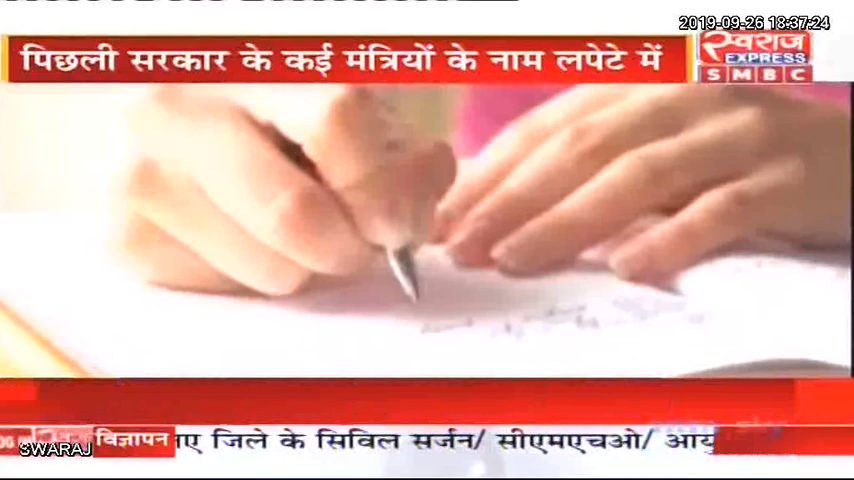 2019-09-26 18:37:24
पिछली सरकार के कई मंत्रियों के नाम लपेटे में
स्वराज
EXPRESS
SMBC
विज्ञापन
जिले के सिविल सर्जन/ सीएमएचओ/
SWARAJ